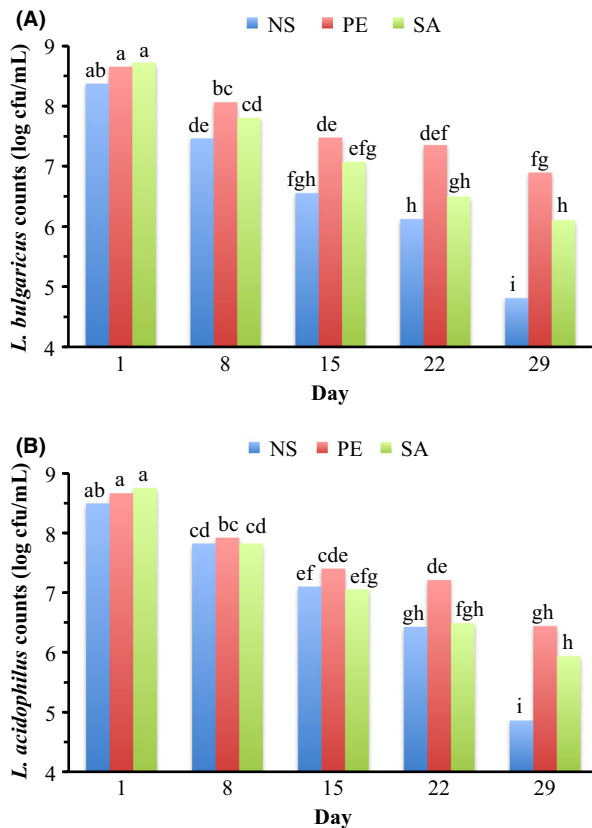 (A)
NS PE SA
L. bulgaricus counts (log cfu/mL)
9
8
7
6
5
4
ab a a
de bc cd
fgh de efg
h def gh
i fg h
1 8 15 22 29
Day
(B)
NS PE SA
L. acidophilus counts (log cfu/mL)
9
8
7
6
5
4
ab a a
cd bc cd
ef cde efg
gh de fgh
i gh h
1 8 15 22 29
Day